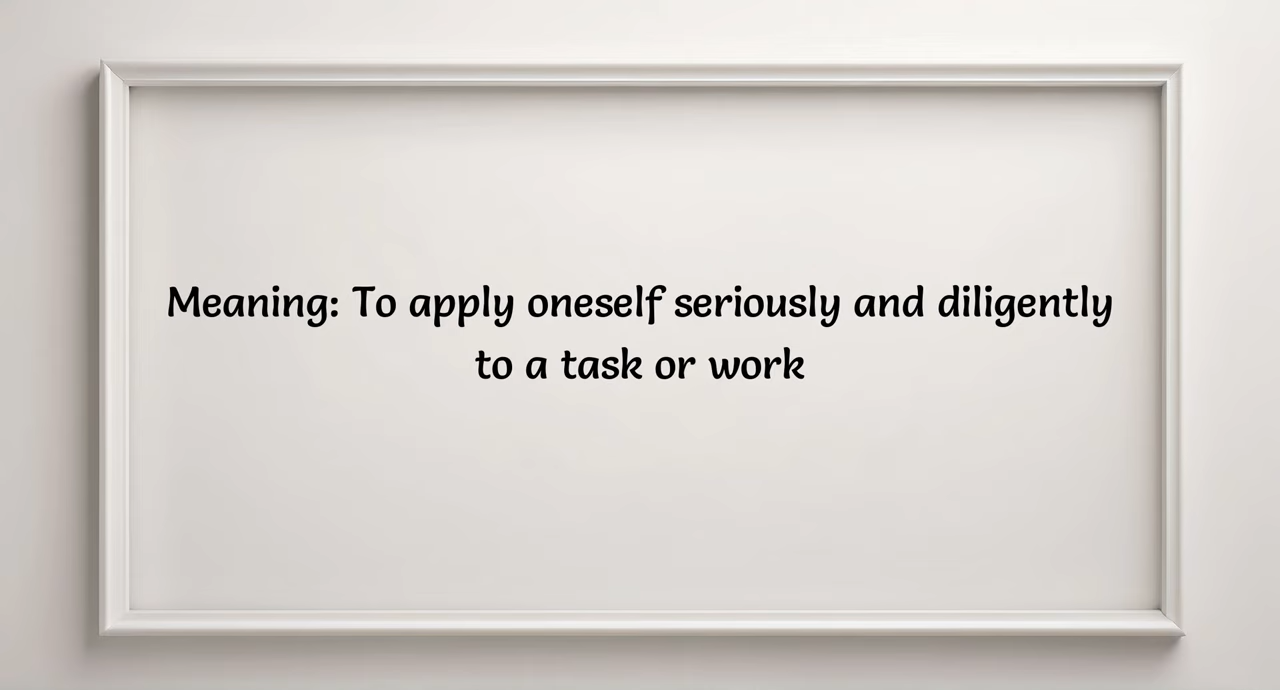 Meaning: To apply oneself seriously and diligently
to a task or work